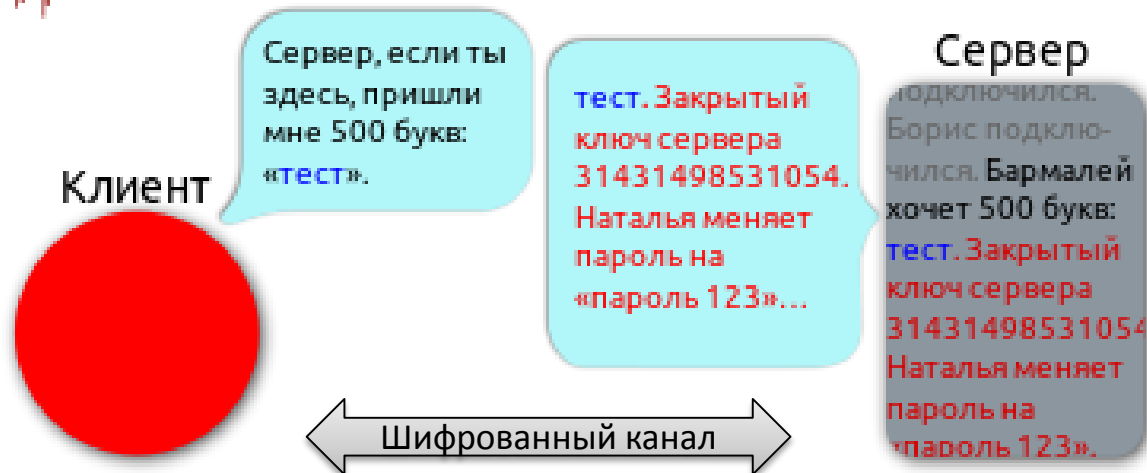 Сервер, если ты
здесь, пришли
мне 500 букв:
«тест».
Клиент
тест. Закрытый
ключ сервера
31431498531054.
Наталья меняет
пароль на
«пароль 123»...
Сервер
подключился.
Борис подклю-
чился. Бармалей
хочет 500 букв:
тест. Закрытый
ключ сервера
31431498531054
Наталья меняет
пароль на
«пароль 123».
Шифрованный канал